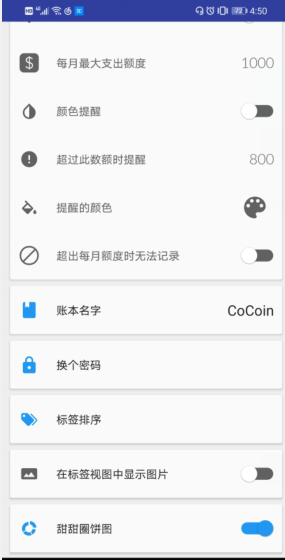 4:50
每月最大支出额度 1000
颜色提醒
超过此数额时提醒 800
提醒的颜色
超出每月额度时无法记录
账本名字 CoCoin
换个密码
标签排序
在标签视图中显示图片
甜甜圈饼图